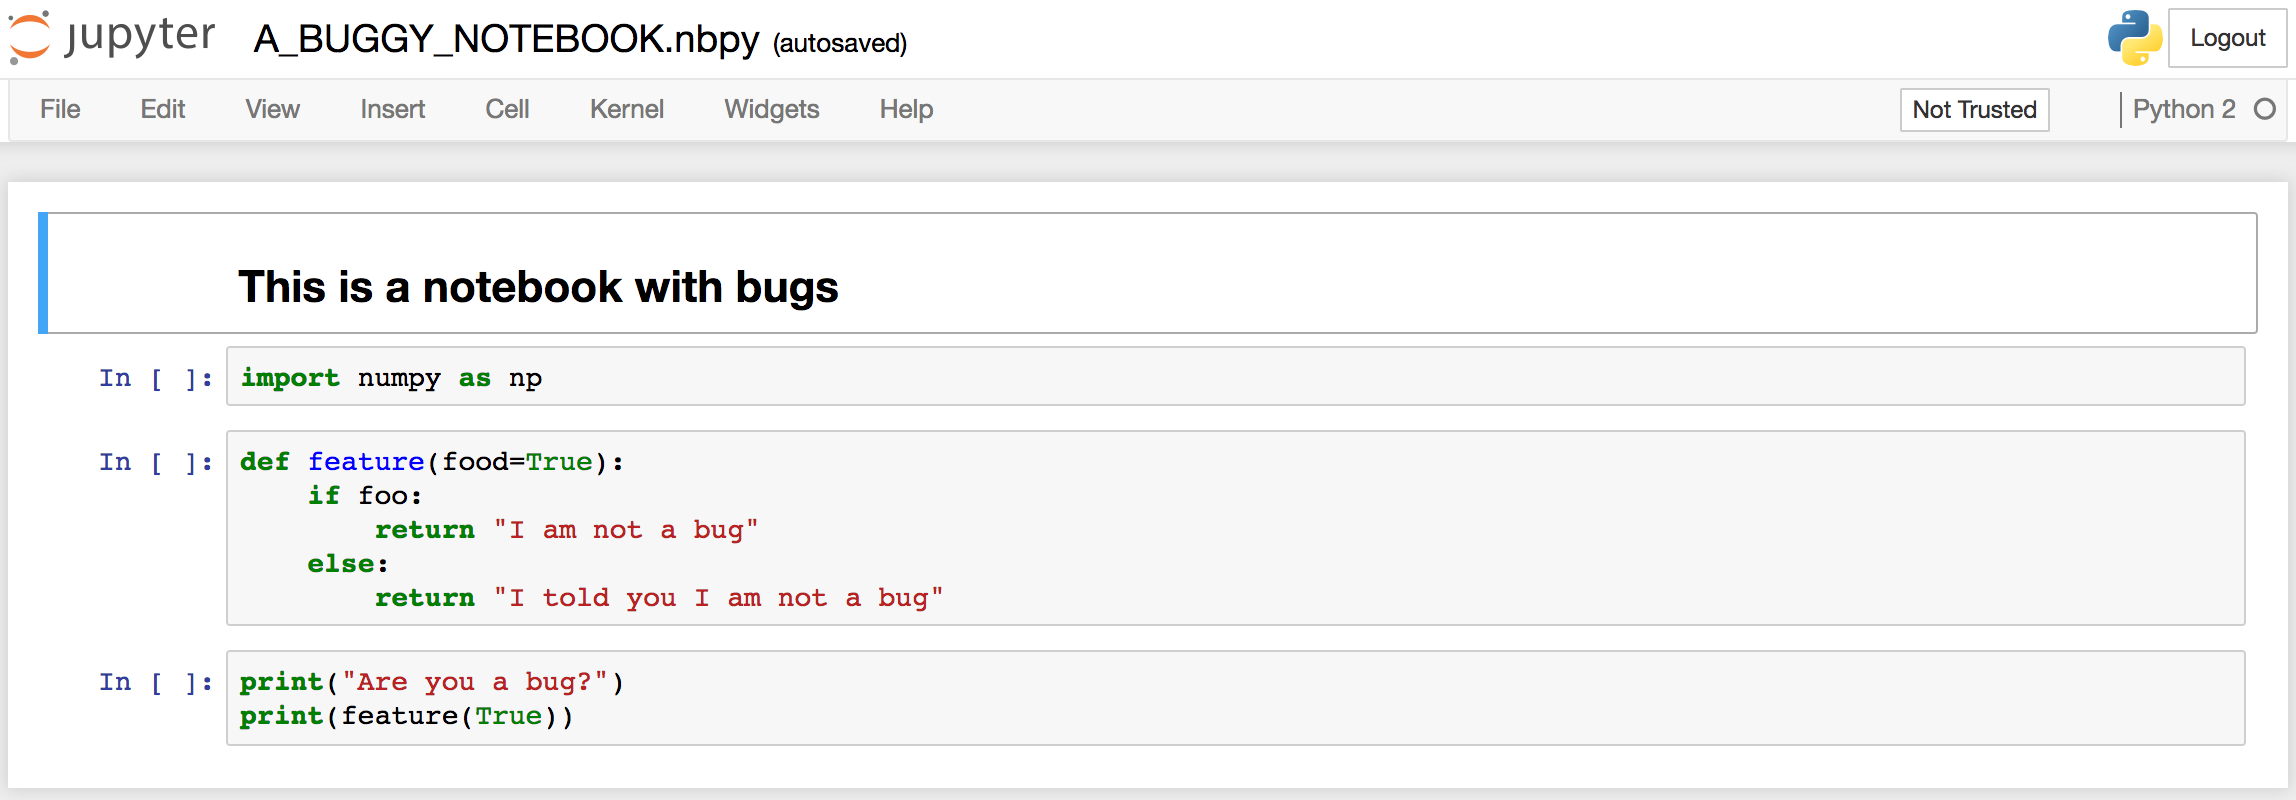 jupyter A_BUGGY_NOTEBOOK.nbpy (autosaved) Logout
File Edit View Insert Cell Kernel Widgets Help Not Trusted Python 2
This is a notebook with bugs
In [ ]: import numpy as np
In [ ]: def feature(food=True):
    if foo:
        return "I am not a bug"
    else:
        return "I told you I am not a bug"
In [ ]: print("Are you a bug?")
print(feature(True))